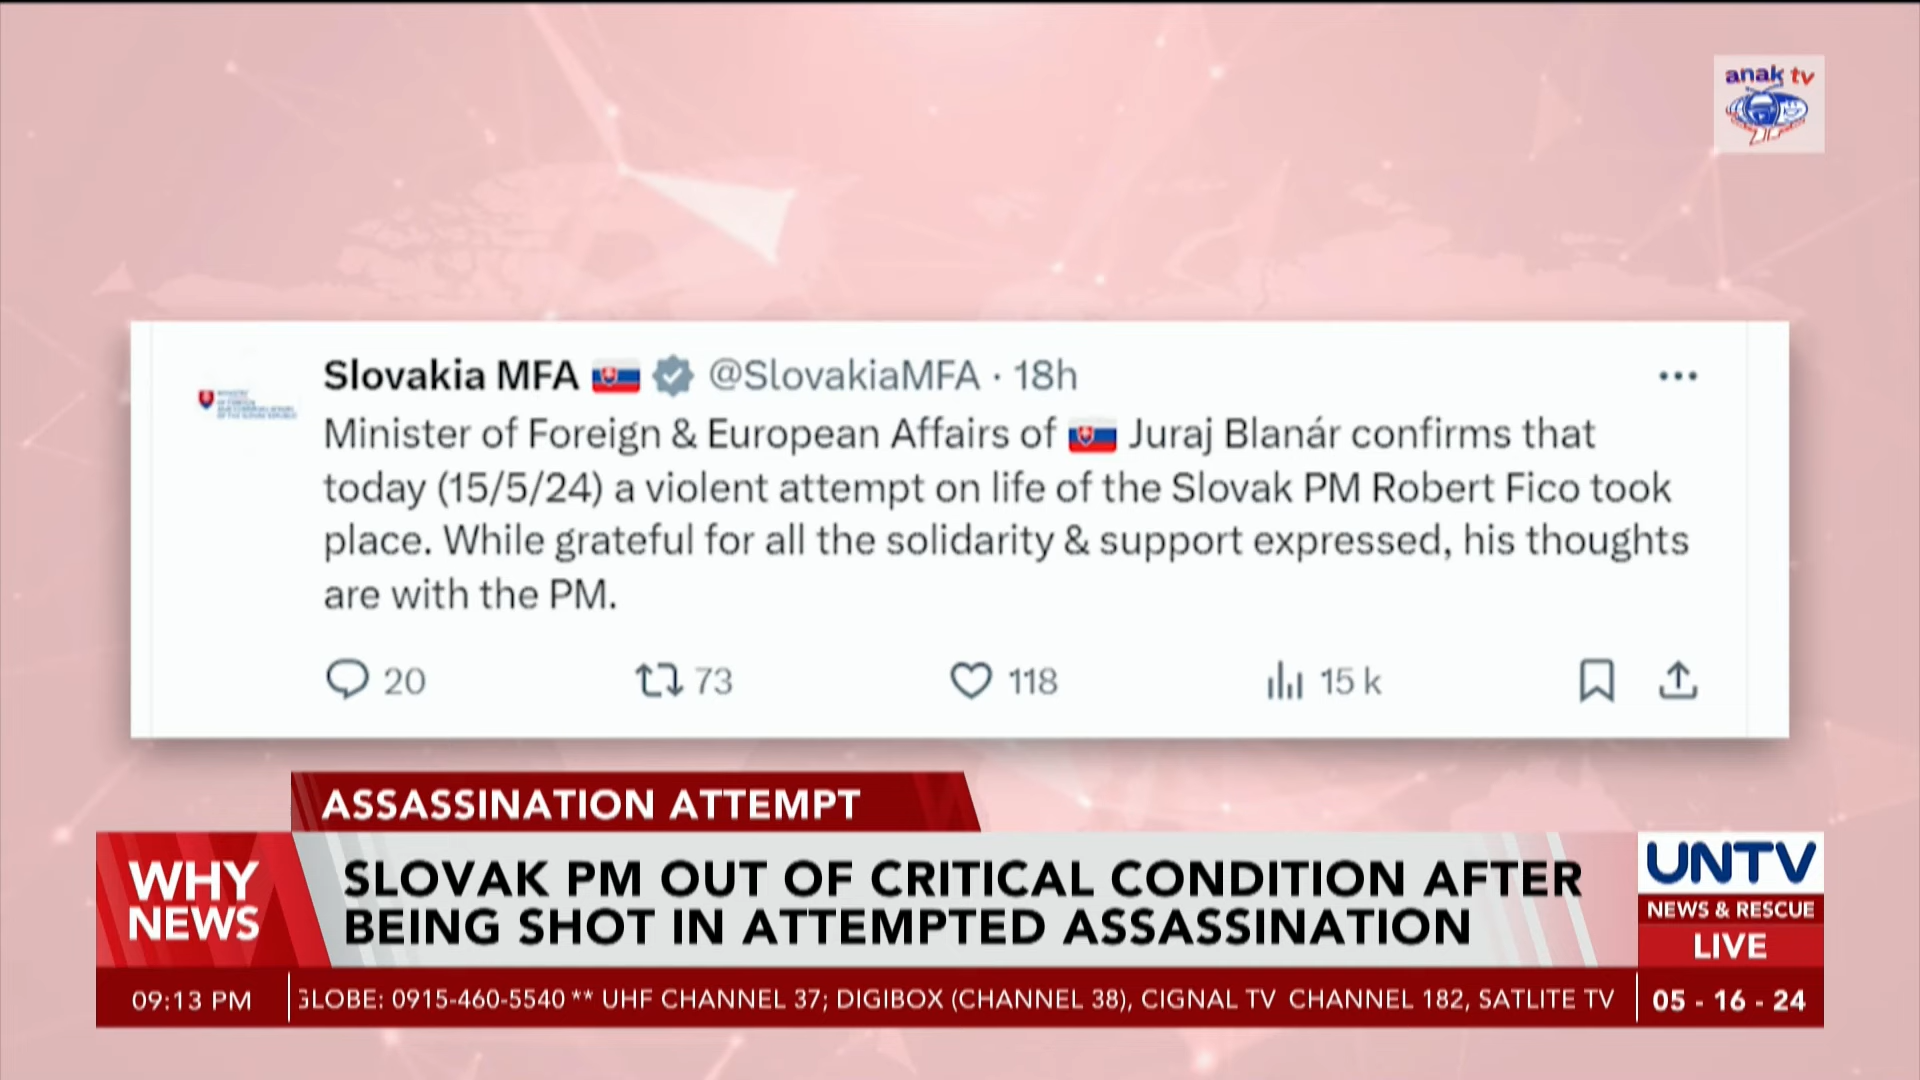 anak tv
Slovakia MFA 🇸🇰 @SlovakiaMFA · 18h
Minister of Foreign & European Affairs of 🇸🇰 Juraj Blanár confirms that
today (15/5/24) a violent attempt on life of the Slovak PM Robert Fico took
place. While grateful for all the solidarity & support expressed, his thoughts
are with the PM.
20 73 118 15 k
ASSASSINATION ATTEMPT
WHY
NEWS
SLOVAK PM OUT OF CRITICAL CONDITION AFTER
BEING SHOT IN ATTEMPTED ASSASSINATION
UNTV
NEWS & RESCUE
LIVE
09:13 PM
GLOBE: 0915-460-5540 ** UHF CHANNEL 37; DIGIBOX (CHANNEL 38), CIGNAL TV CHANNEL 182, SATLITE TV
05 - 16 - 24